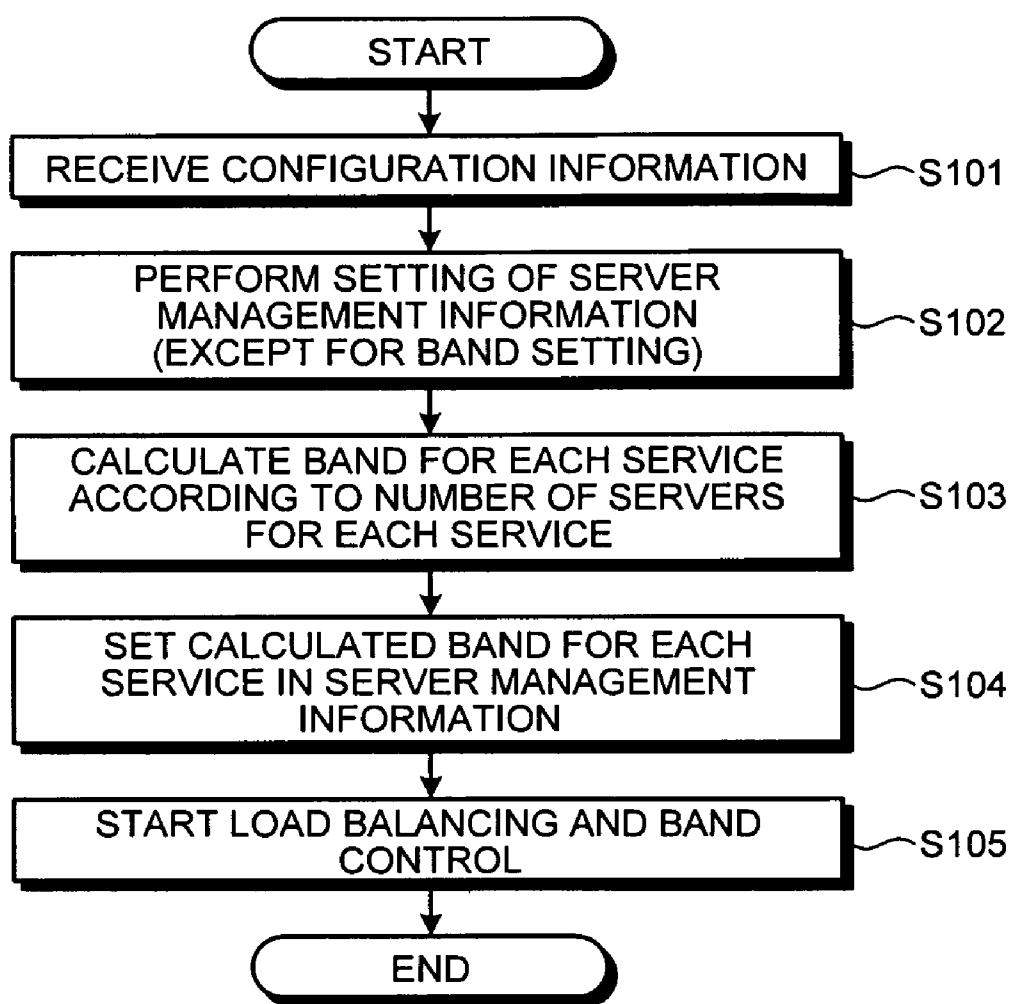 START
RECEIVE CONFIGURATION INFORMATION
S101
PERFORM SETTING OF SERVER
MANAGEMENT INFORMATION
(EXCEPT FOR BAND SETTING)
S102
CALCULATE BAND FOR EACH SERVICE
ACCORDING TO NUMBER OF SERVERS
FOR EACH SERVICE
S103
SET CALCULATED BAND FOR EACH
SERVICE IN SERVER MANAGEMENT
INFORMATION
S104
START LOAD BALANCING AND BAND
CONTROL
S105
END